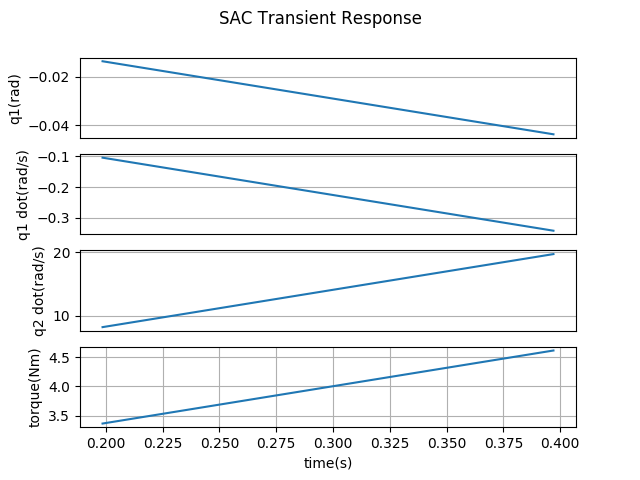 SAC Transient Response
q1(rad)
−0.02
−0.04
q1 dot(rad/s)
−0.1
−0.2
−0.3
q2 dot(rad/s)
20
10
torque(Nm)
4.5
4.0
3.5
0.200 0.225 0.250 0.275 0.300 0.325 0.350 0.375 0.400
time(s)